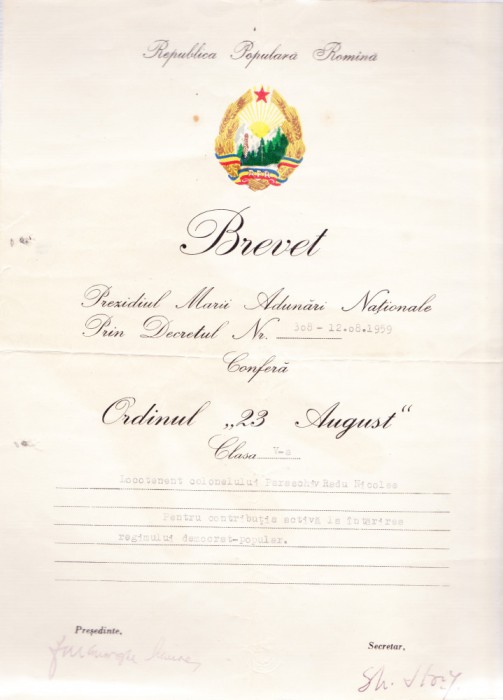 Republica Populară Romînă
Brevet
Prezidiul Marii Adunări Naționale
Prin Decretul Nr. 308 - 12.08.1959
Conferă
Ordinul „23 August“
Clasa V-a
Locotenent colonelului Paraschiv Radu Nicolae
Pentru contribuția activă la întărirea
regimului democrat-popular.
Președinte,
Secretar,